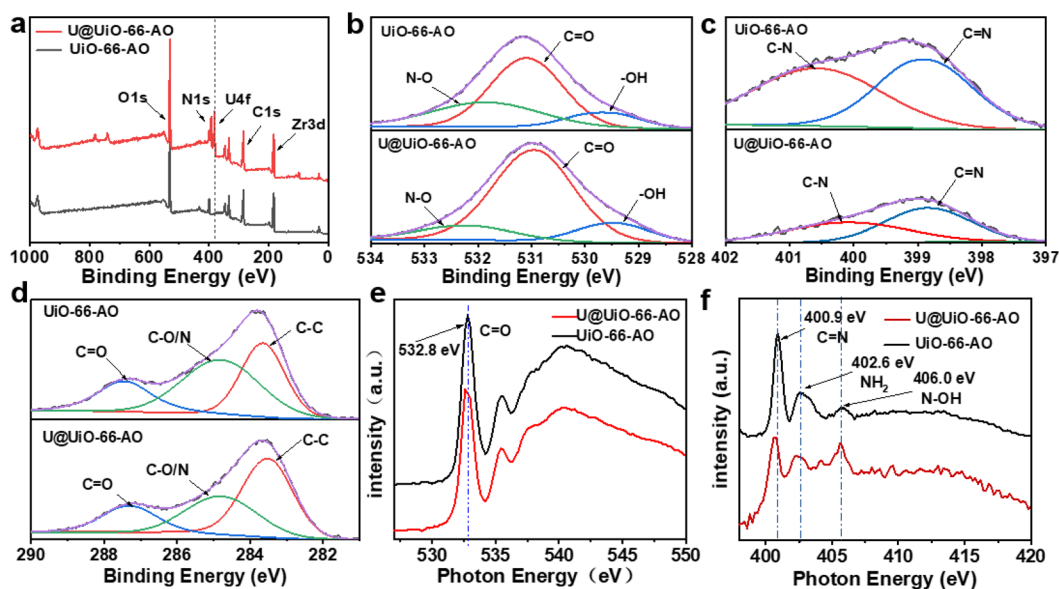 a
U@UiO-66-AO
UiO-66-AO
O1s
N1s
U4f
C1s
Zr3d
1000 800 600 400 200 0
Binding Energy (eV)
b
UiO-66-AO
C=O
N-O
-OH
U@UiO-66-AO
C=O
N-O
-OH
534 533 532 531 530 529 528
Binding Energy (eV)
c
UiO-66-AO
C-N
C=N
U@UiO-66-AO
C-N
C=N
402 401 400 399 398 397
Binding Energy (eV)
d
UiO-66-AO
C-C
C-O/N
C=O
U@UiO-66-AO
C-C
C-O/N
C=O
290 288 286 284 282
Binding Energy (eV)
e
532.8 eV
C=O
U@UiO-66-AO
UiO-66-AO
intensity (a.u.)
530 535 540 545 550
Photon Energy（eV）
f
400.9 eV
C=N
U@UiO-66-AO
UiO-66-AO
402.6 eV
NH2
406.0 eV
N-OH
intensity (a.u.)
400 405 410 415 420
Photon Energy (eV)